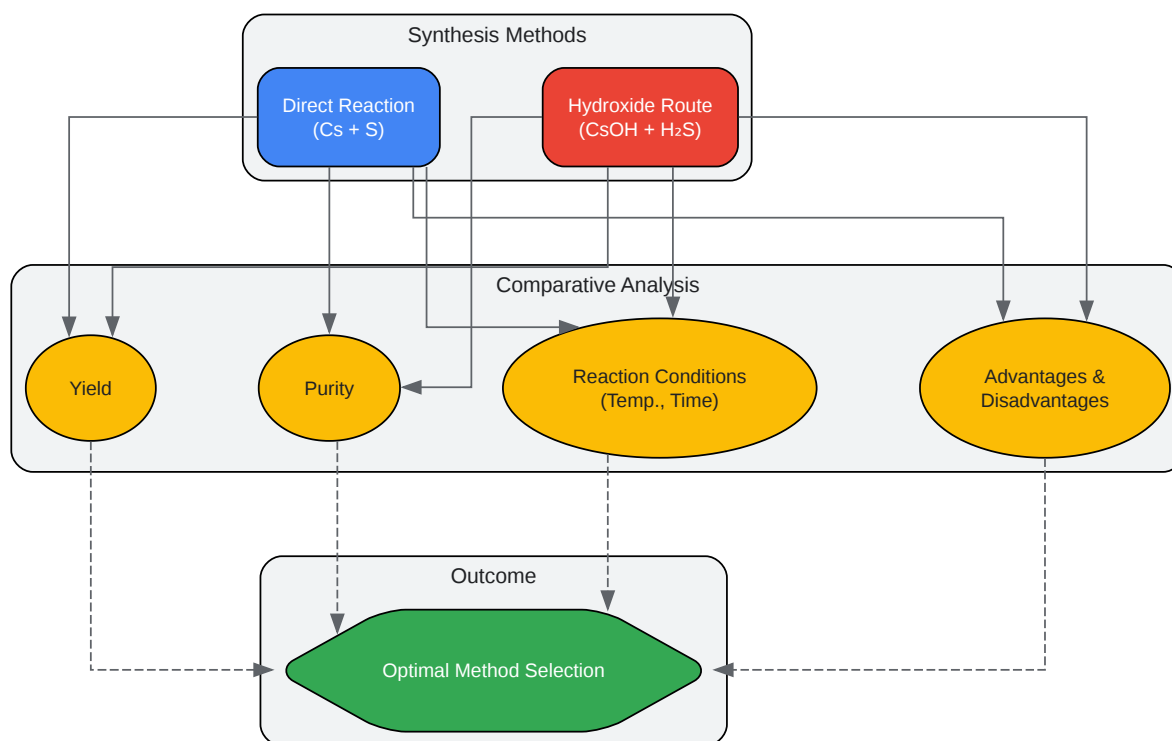 Synthesis Methods
Direct Reaction
(Cs + S)
Hydroxide Route
(CsOH + H₂S)
Comparative Analysis
Yield
Purity
Reaction Conditions
(Temp., Time)
Advantages &
Disadvantages
Outcome
Optimal Method Selection